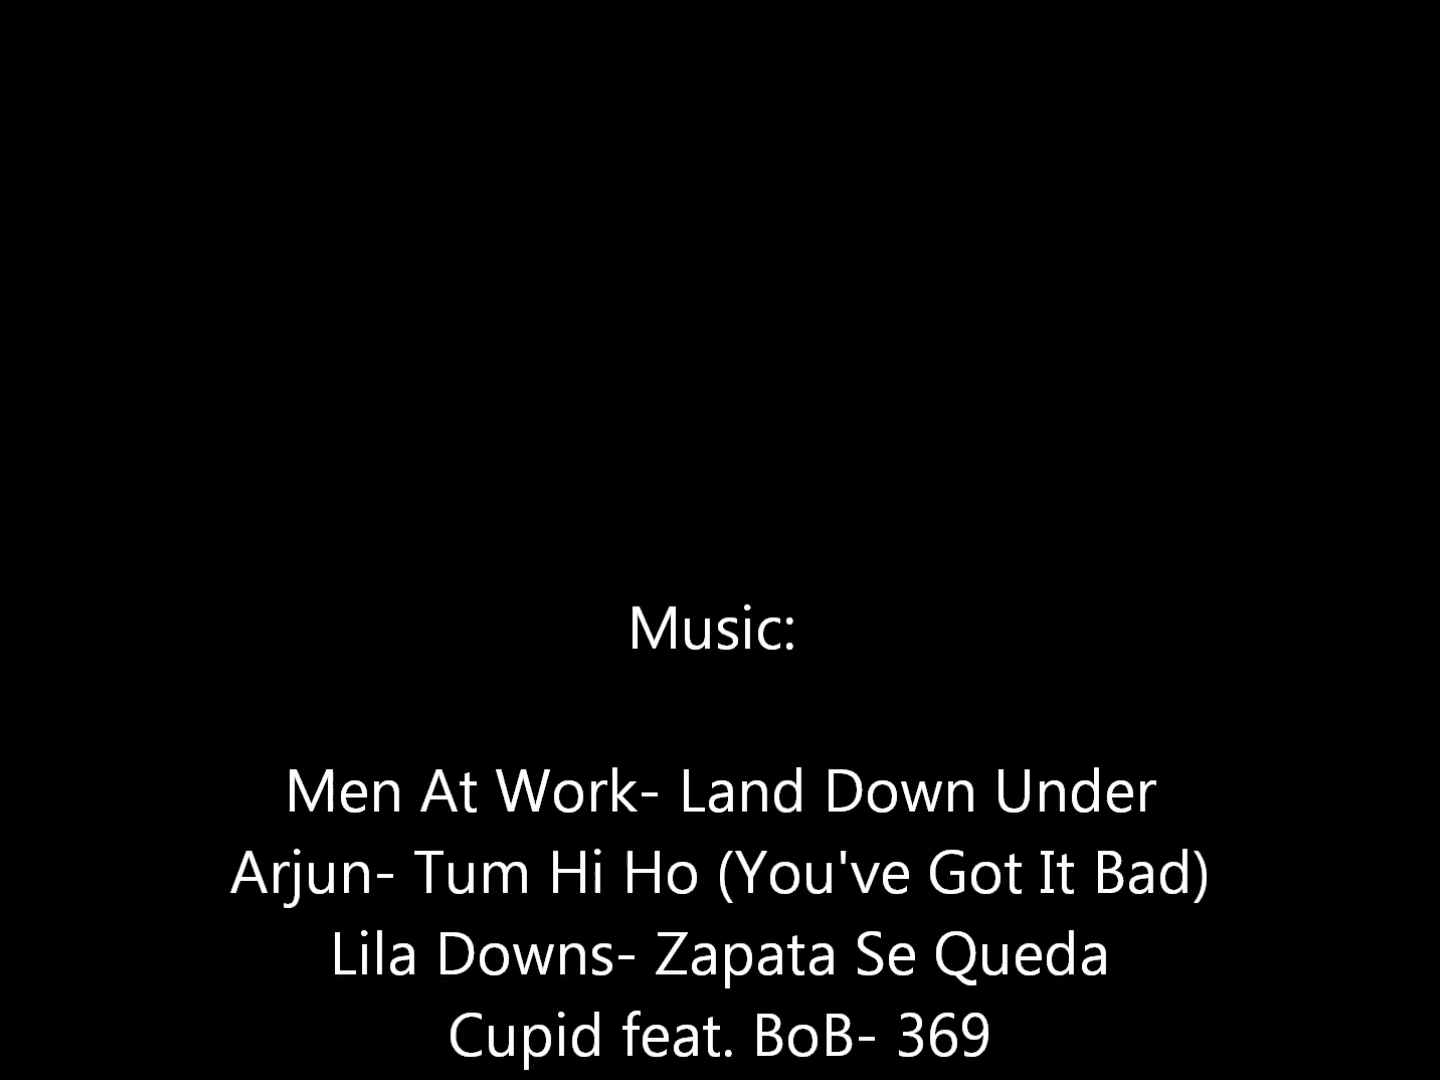 Music:
Men At Work- Land Down Under
Arjun- Tum Hi Ho (You've Got It Bad)
Lila Downs- Zapata Se Queda
Cupid feat. BoB- 369